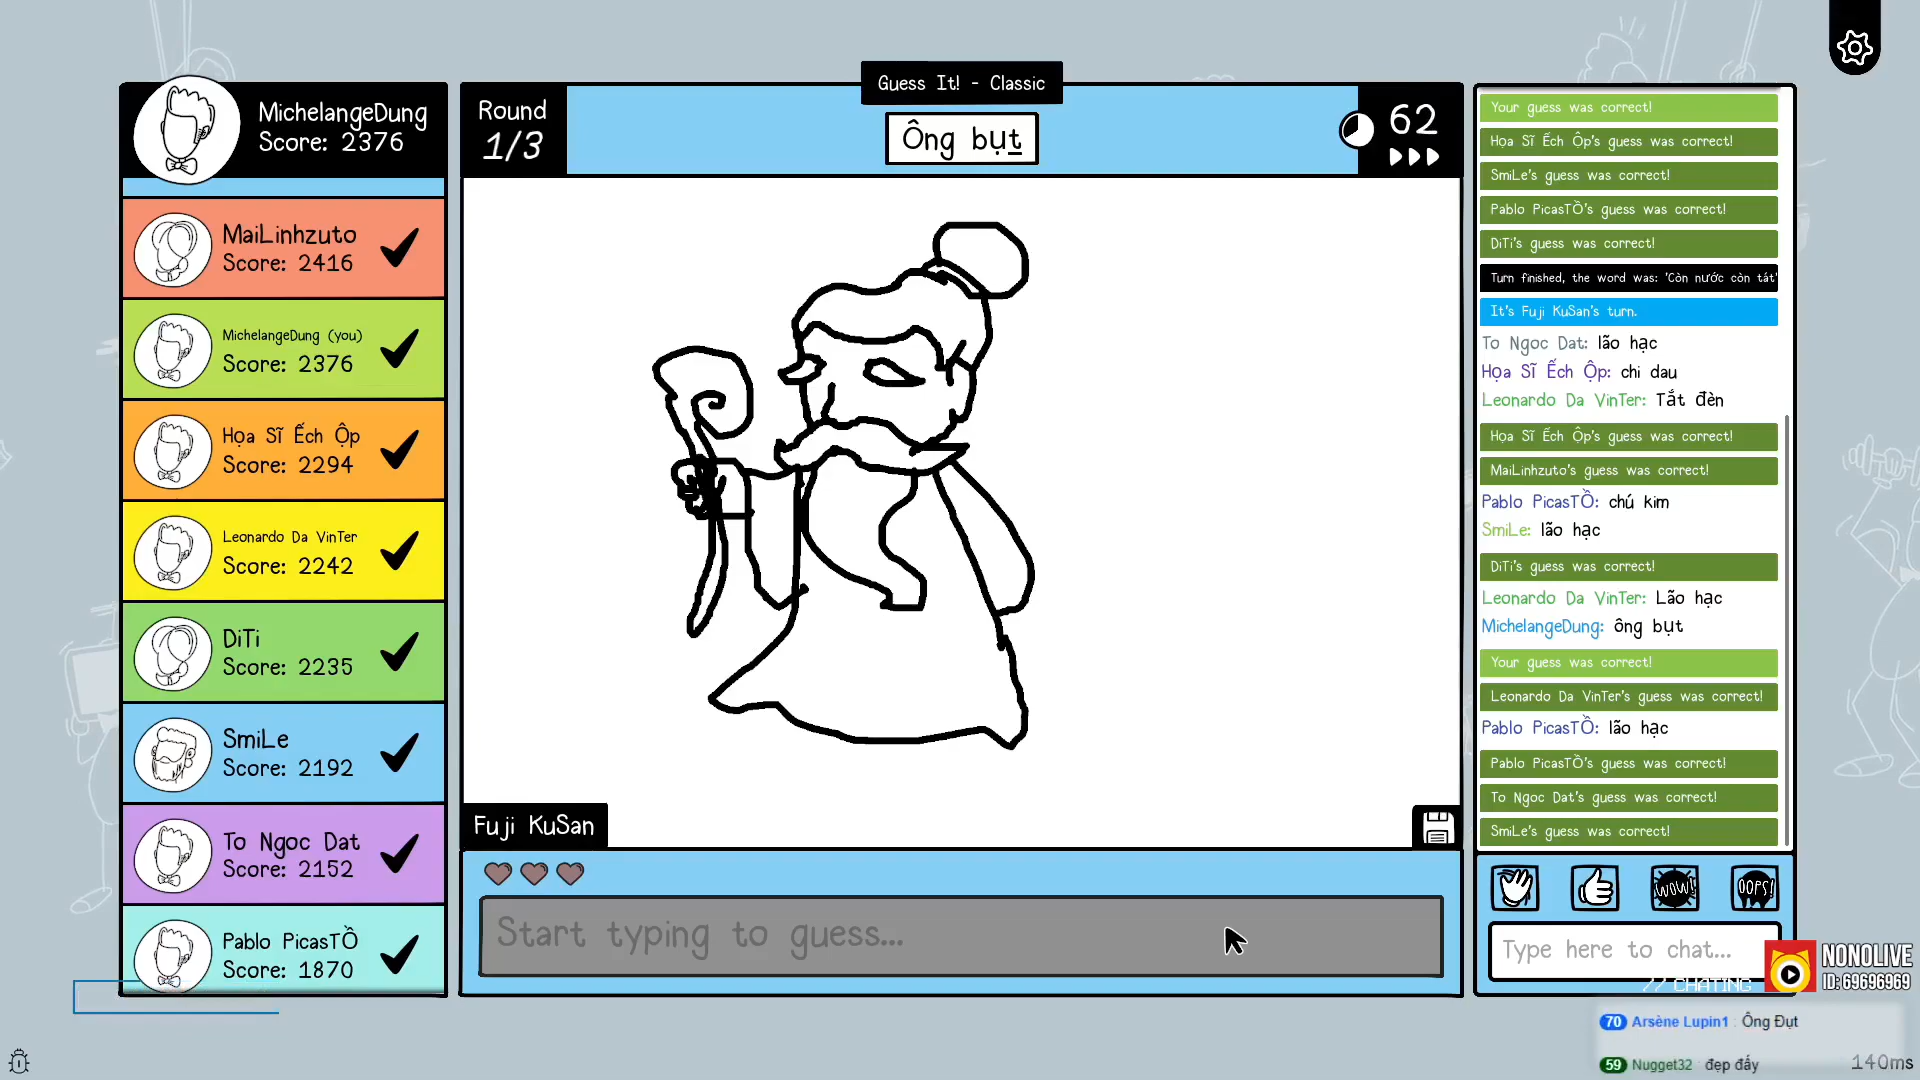 Guess It! - Classic
MichelangeDung
Score: 2376
Round
1/3
Ông bụt
62
MaiLinhzuto
Score: 2416
MichelangeDung (you)
Score: 2376
Họa Sĩ Ếch Ộp
Score: 2294
Leonardo Da VinTer
Score: 2242
DiTi
Score: 2235
SmiLe
Score: 2192
To Ngoc Dat
Score: 2152
Pablo PicasTỒ
Score: 1870
Fuji KuSan
Start typing to guess...
Your guess was correct!
Họa Sĩ Ếch Ộp's guess was correct!
SmiLe's guess was correct!
Pablo PicasTỒ's guess was correct!
DiTi's guess was correct!
Turn finished, the word was: 'Còn nước còn tát'
It's Fuji KuSan's turn.
To Ngoc Dat: lão hạc
Họa Sĩ Ếch Ộp: chi dau
Leonardo Da VinTer: Tắt đèn
Họa Sĩ Ếch Ộp's guess was correct!
MaiLinhzuto's guess was correct!
Pablo PicasTỒ: chú kim
SmiLe: lão hạc
DiTi's guess was correct!
Leonardo Da VinTer: Lão hạc
MichelangeDung: ông bụt
Your guess was correct!
Leonardo Da VinTer's guess was correct!
Pablo PicasTỒ: lão hạc
Pablo PicasTỒ's guess was correct!
To Ngoc Dat's guess was correct!
SmiLe's guess was correct!
WOW!
OOPS!
Type here to chat...
// CHATING
NONOLIVE
ID:69696969
70 Arsène Lupin1 : Ông Đụt
59 Nugget32 đẹp đấy
140ms